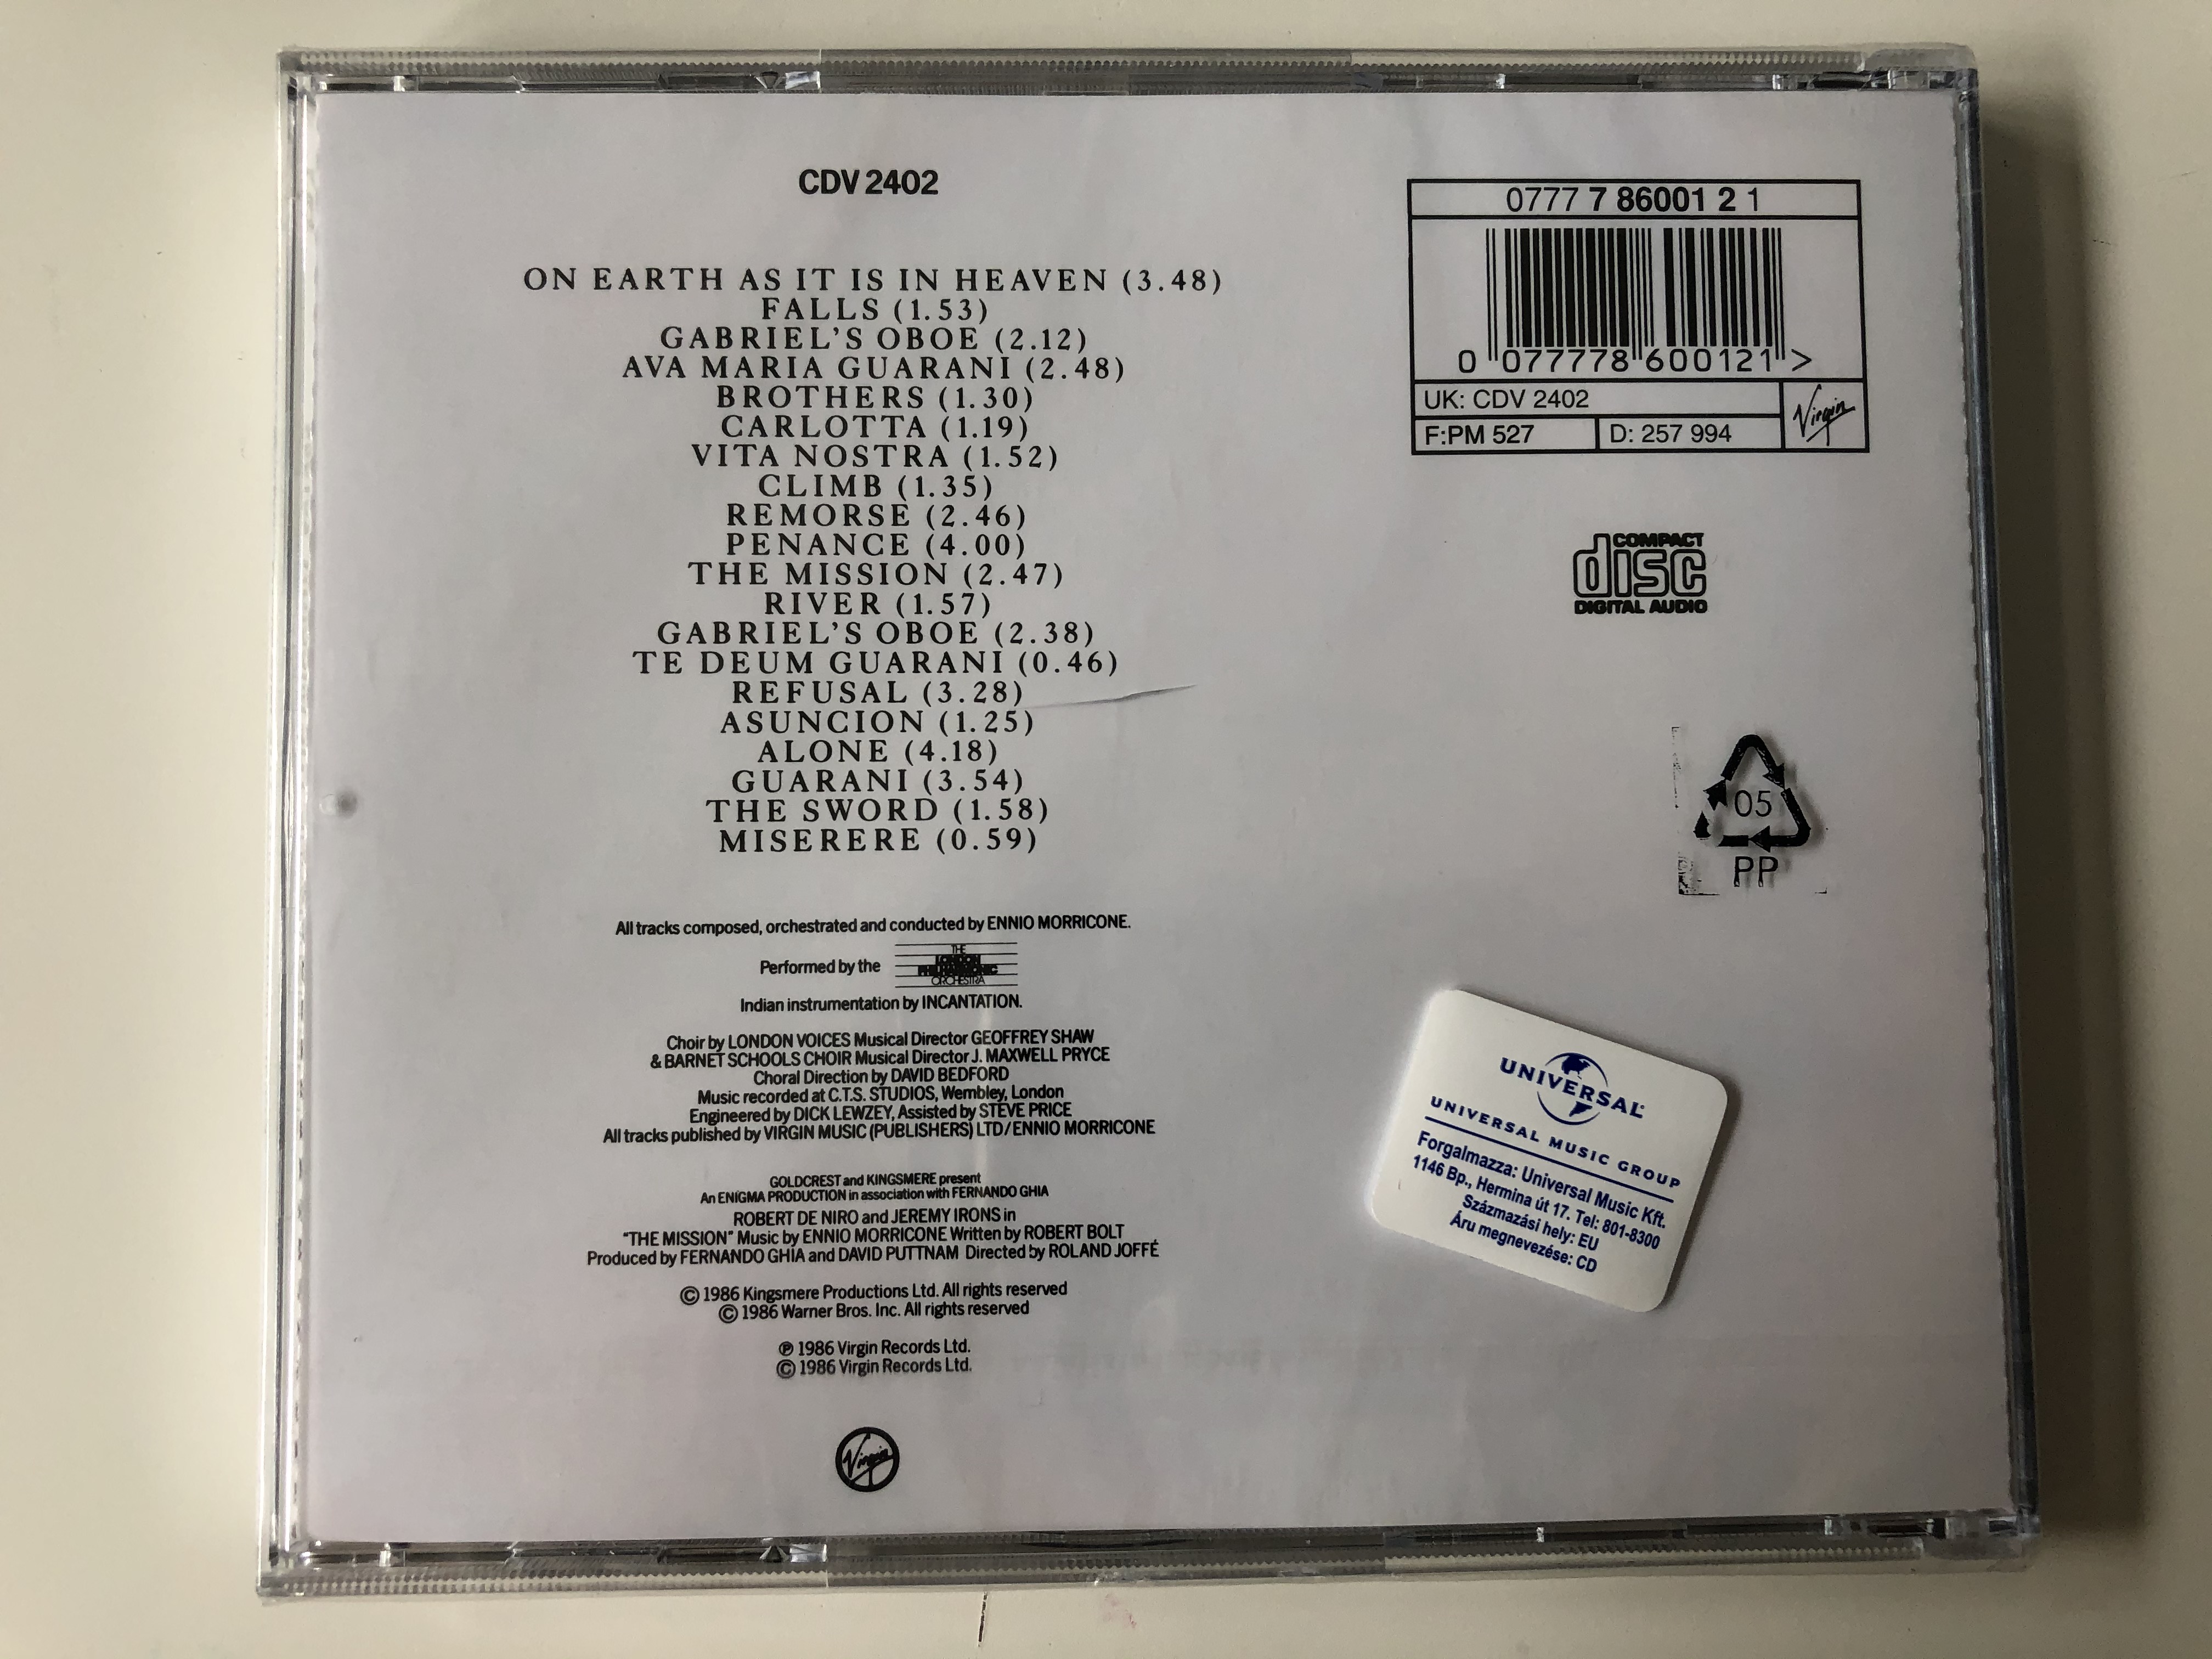 CDV 2402
ON EARTH AS IT IS IN HEAVEN (3.48)
FALLS (1.53)
GABRIEL'S OBOE (2.12)
AVA MARIA GUARANI (2.48)
BROTHERS (1.30)
CARLOTTA (1.19)
VITA NOSTRA (1.52)
CLIMB (1.35)
REMORSE (2.46)
PENANCE (4.00)
THE MISSION (2.47)
RIVER (1.57)
GABRIEL'S OBOE (2.38)
TE DEUM GUARANI (0.46)
REFUSAL (3.28)
ASUNCION (1.25)
ALONE (4.18)
GUARANI (3.54)
THE SWORD (1.58)
MISERERE (0.59)
All tracks composed, orchestrated and conducted by ENNIO MORRICONE.
Performed by the
THE
LONDON
PHILHARMONIC
ORCHESTRA
Indian instrumentation by INCANTATION.
Choir by LONDON VOICES Musical Director GEOFFREY SHAW
& BARNET SCHOOLS CHOIR Musical Director J. MAXWELL PRYCE
Choral Direction by DAVID BEDFORD
Music recorded at C.T.S. STUDIOS, Wembley, London
Engineered by DICK LEWZEY, Assisted by STEVE PRICE
All tracks published by VIRGIN MUSIC (PUBLISHERS) LTD/ENNIO MORRICONE
GOLDCREST and KINGSMERE present
An ENIGMA PRODUCTION in association with FERNANDO GHIA
ROBERT DE NIRO and JEREMY IRONS in
"THE MISSION" Music by ENNIO MORRICONE Written by ROBERT BOLT
Produced by FERNANDO GHIA and DAVID PUTTNAM Directed by ROLAND JOFFÉ
© 1986 Kingsmere Productions Ltd. All rights reserved
© 1986 Warner Bros. Inc. All rights reserved
℗ 1986 Virgin Records Ltd.
© 1986 Virgin Records Ltd.
Virgin
0777 7 86001 2 1
0 077778 600121 >
UK: CDV 2402
F:PM 527
D: 257 994
Virgin
COMPACT
disc
DIGITAL AUDIO
05
PP
UNIVERSAL
UNIVERSAL MUSIC GROUP
Forgalmazza: Universal Music Kft.
1146 Bp., Hermina út 17. Tel: 801-8300
Százmazási hely: EU
Áru megnevezése: CD